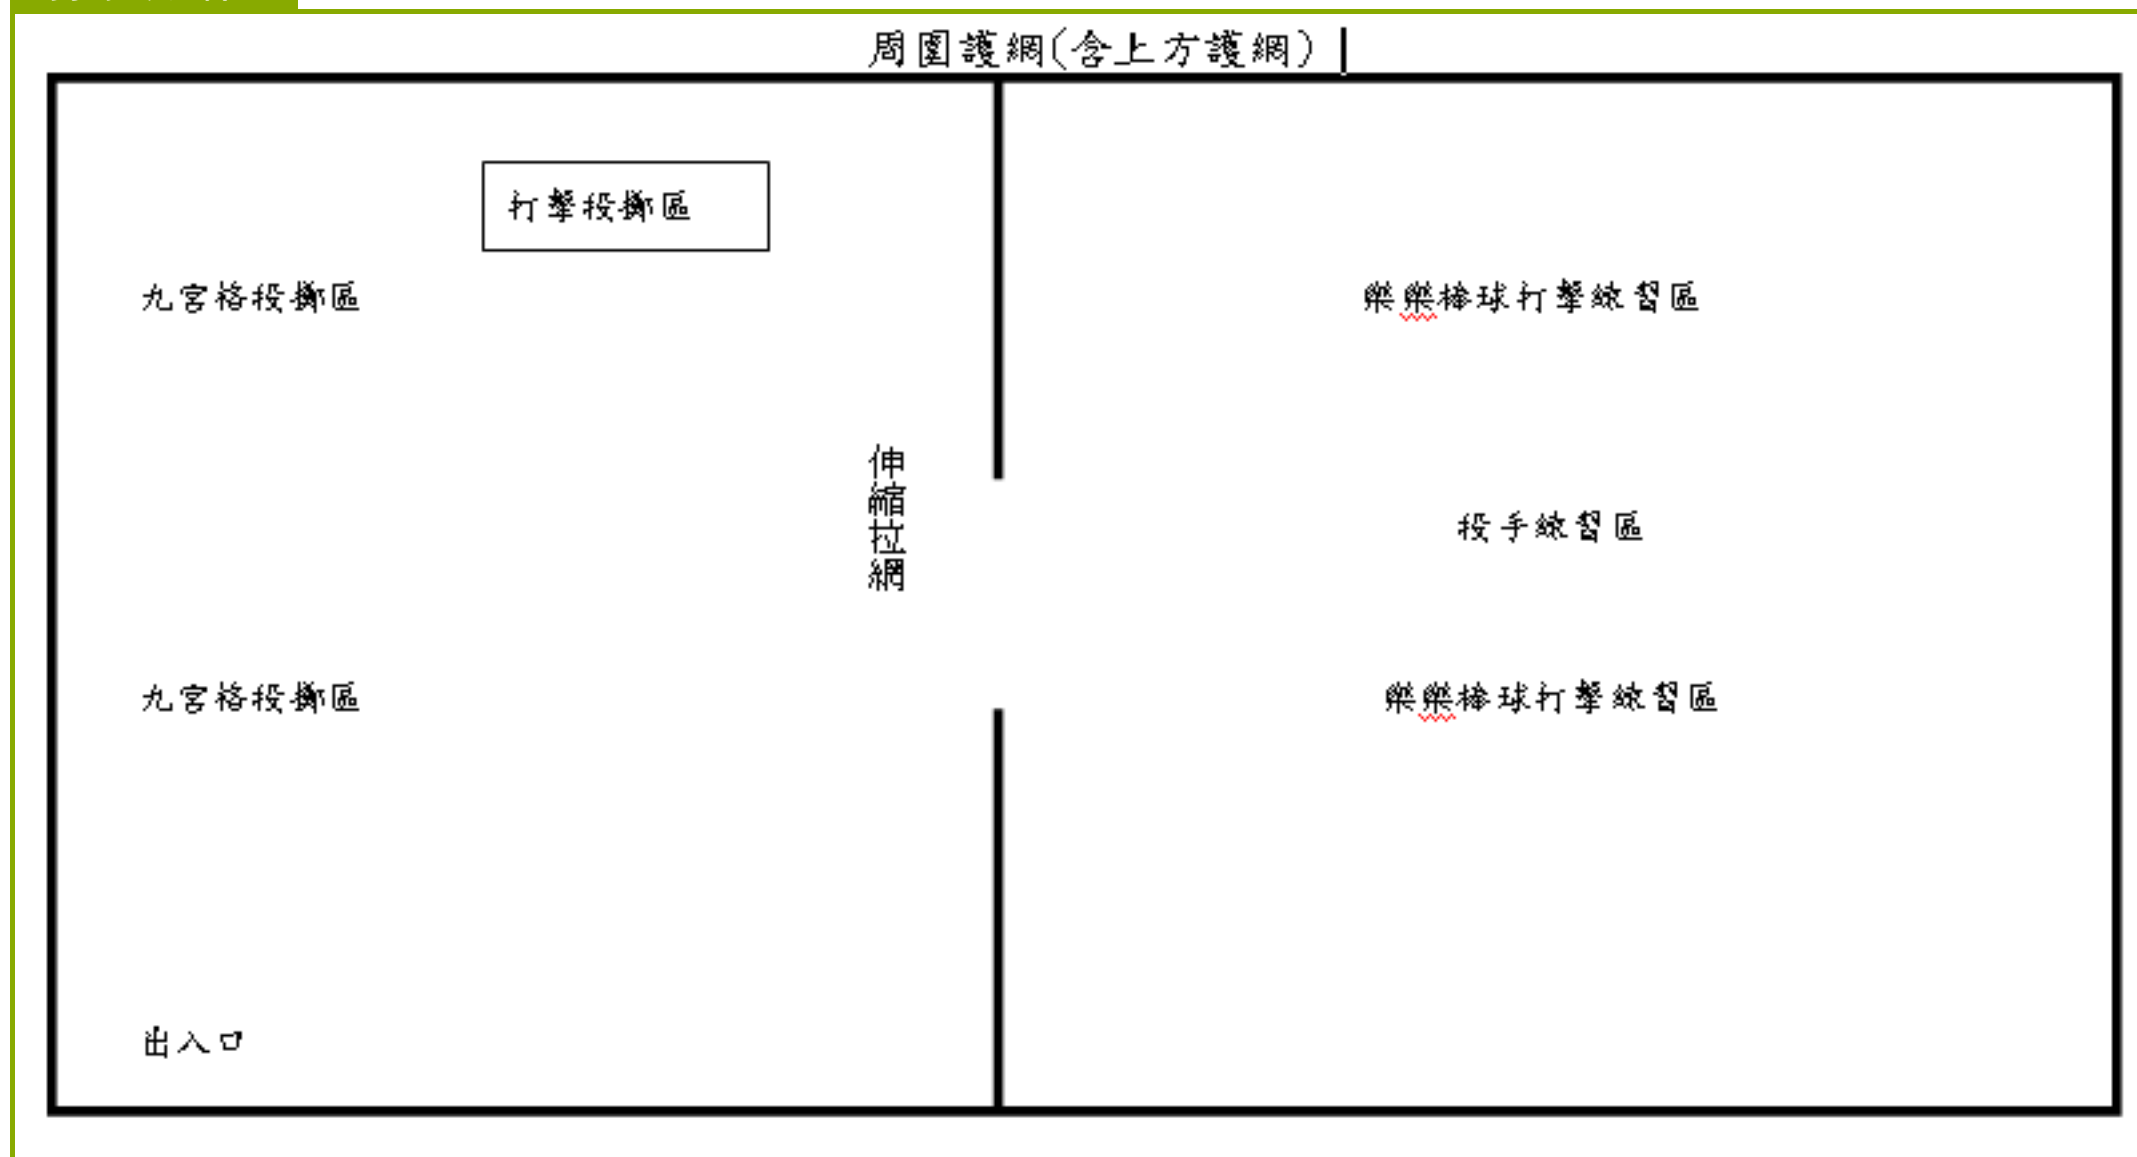 周圍護網(含上方護網)
打擊投擲區
九宮格投擲區
樂樂棒球打擊練習區
伸縮拉網
投手練習區
九宮格投擲區
樂樂棒球打擊練習區
出入口